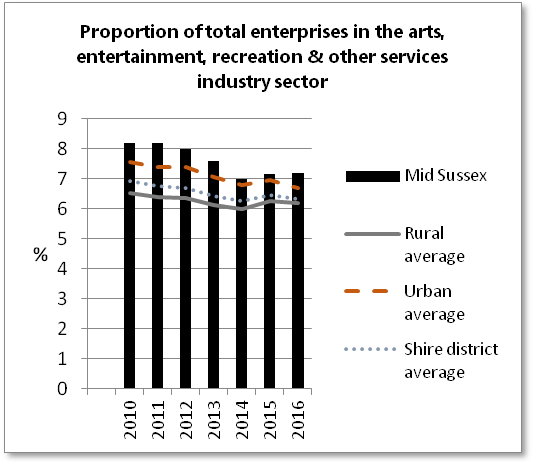 Proportion of total enterprises in the arts,
entertainment, recreation & other services
industry sector
9
8
7
6
5
4
3
2
1
0
%
2010
2011
2012
2013
2014
2015
2016
Mid Sussex
Rural
average
Urban
average
Shire district
average